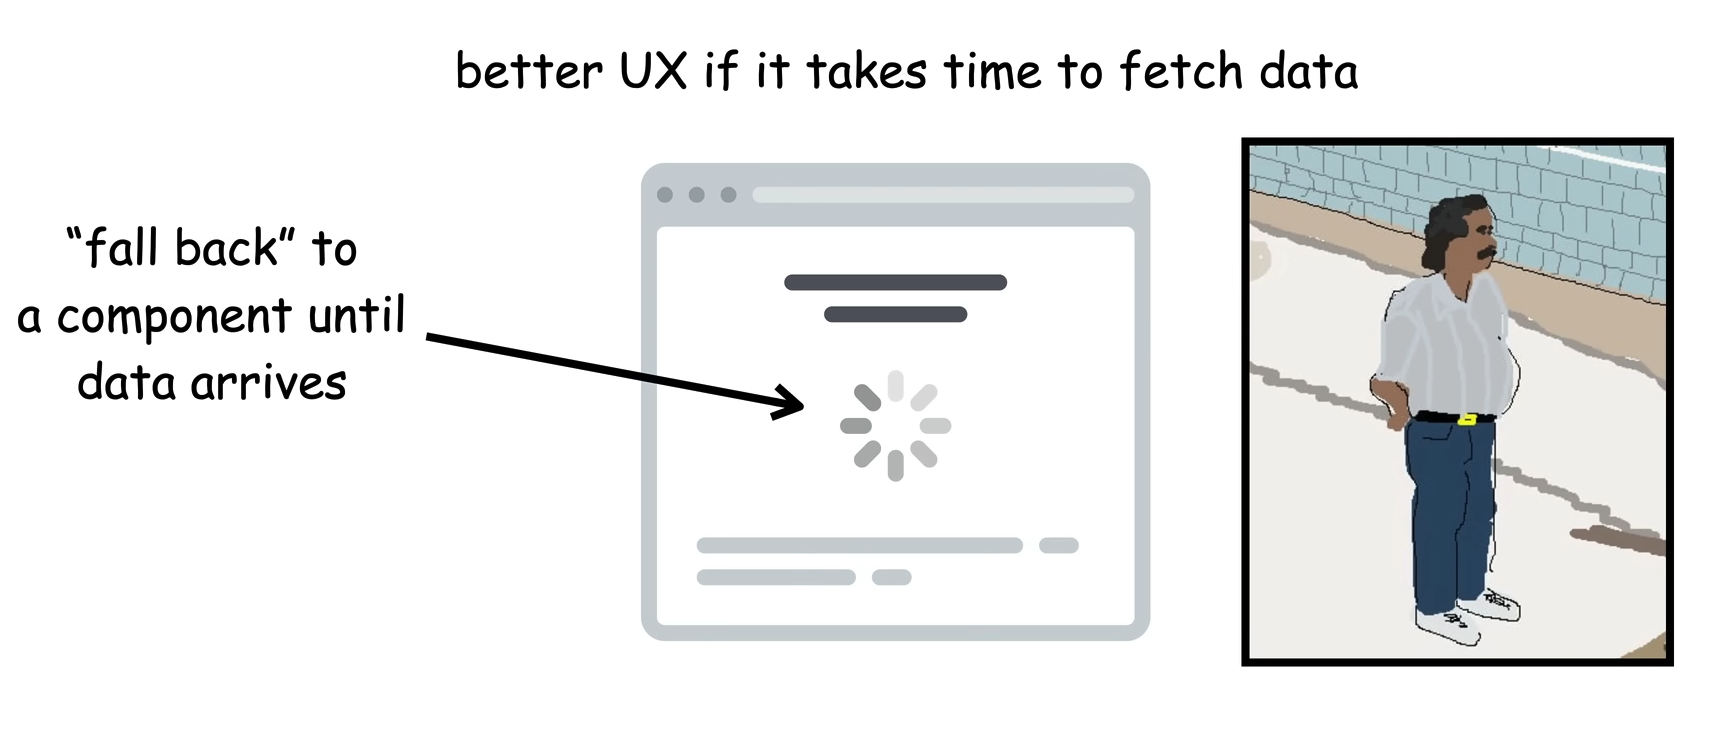 better UX if it takes time to fetch data
“fall back” to
a component until
data arrives